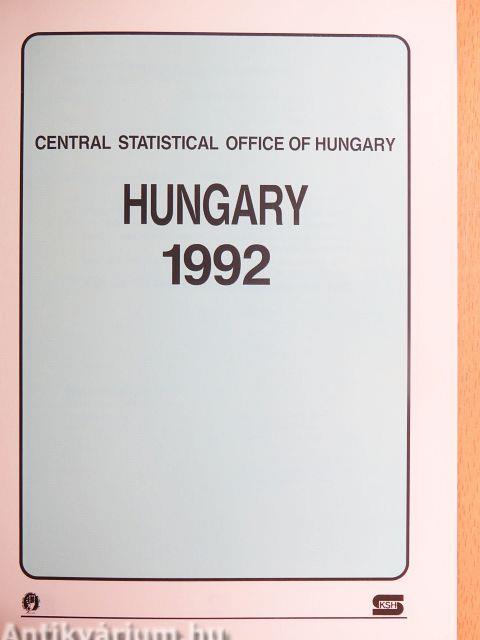 CENTRAL STATISTICAL OFFICE OF HUNGARY
HUNGARY
1992
KSH
Antikvárium.hu